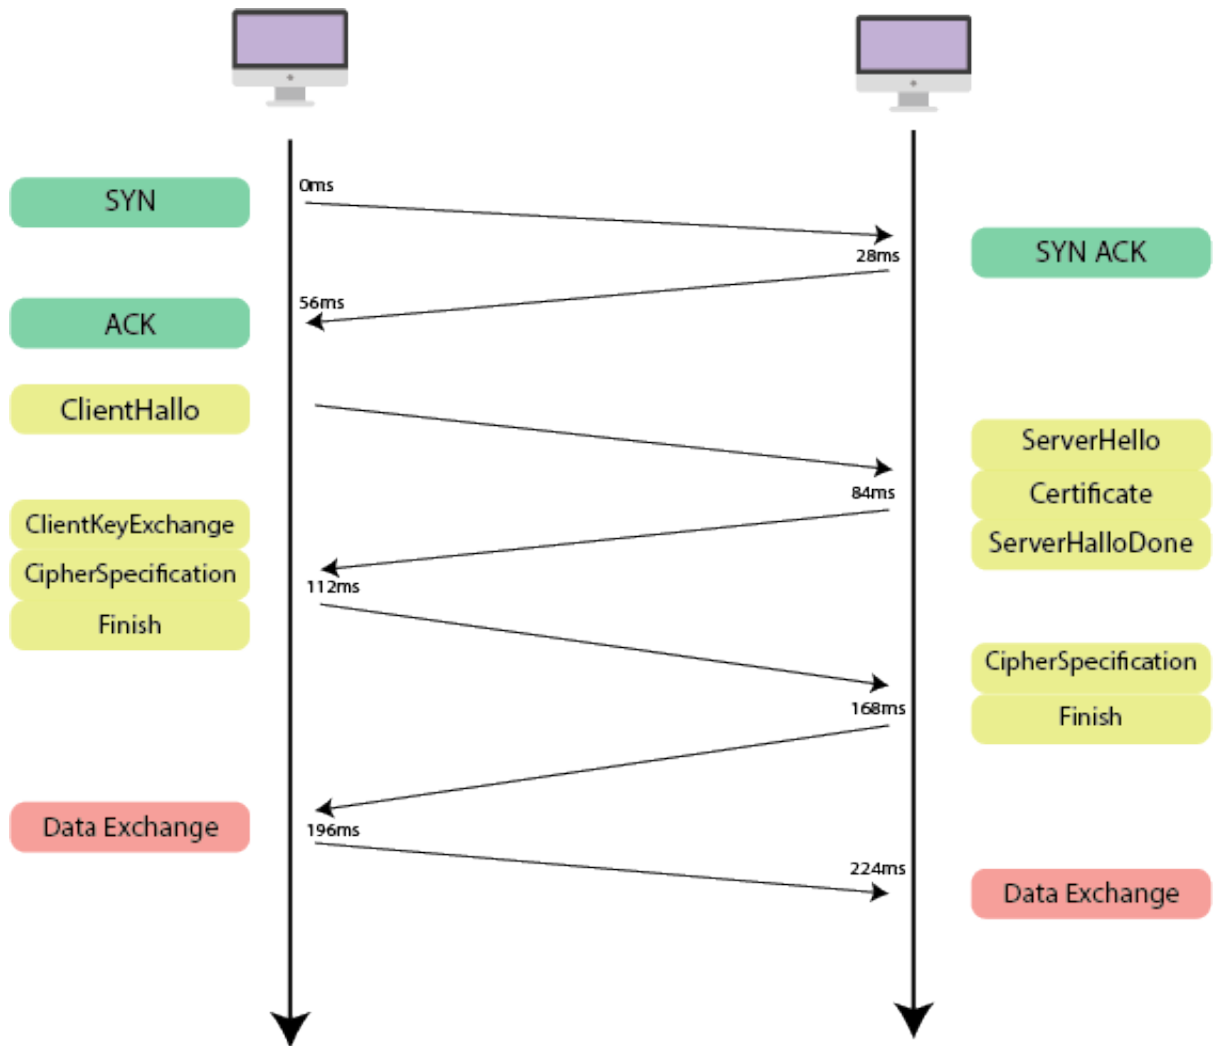 0ms
SYN
28ms
SYN ACK
56ms
ACK
ClientHallo
ServerHello
84ms
Certificate
ClientKeyExchange
ServerHalloDone
CipherSpecification
112ms
Finish
CipherSpecification
168ms
Finish
Data Exchange
196ms
224ms
Data Exchange